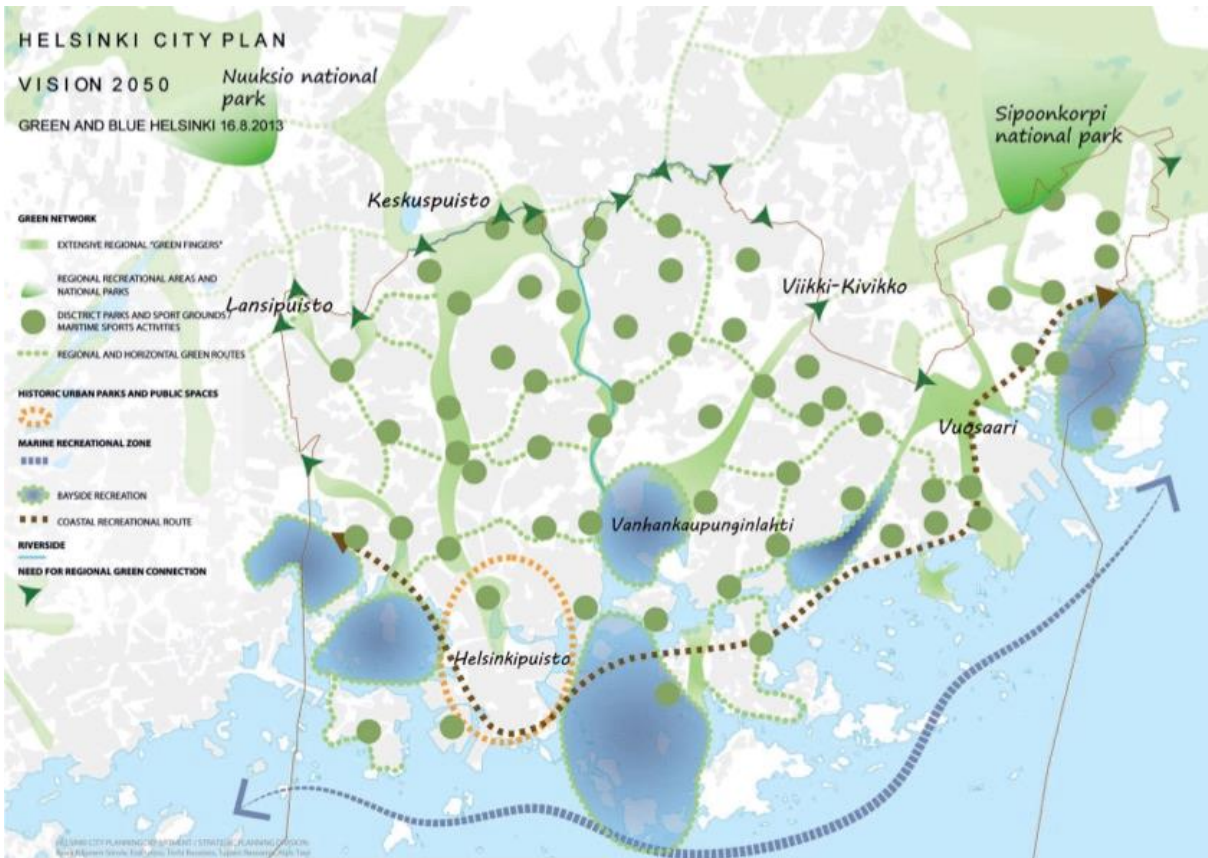 HELSINKI CITY PLAN
VISION 2050
GREEN AND BLUE HELSINKI 16.8.2013
Nuuksio national
park
Sipoonkorpi
national park
Keskuspuisto
Lansipuisto
Viikki-Kivikko
Vuosaari
Vanhankaupunginlahti
Helsinkipuisto
GREEN NETWORK
EXTENSIVE REGIONAL "GREEN FINGERS"
REGIONAL RECREATIONAL AREAS AND
NATIONAL PARKS
DISCTRICT PARKS AND SPORT GROUNDS /
MARITIME SPORTS ACTIVITIES
REGIONAL AND HORIZONTAL GREEN ROUTES
HISTORIC URBAN PARKS AND PUBLIC SPACES
MARINE RECREATIONAL ZONE
BAYSIDE RECREATION
COASTAL RECREATIONAL ROUTE
RIVERSIDE
NEED FOR REGIONAL GREEN CONNECTION
HELSINKI CITY PLANNING DEPARTMENT / STRATEGIC PLANNING DIVISION: